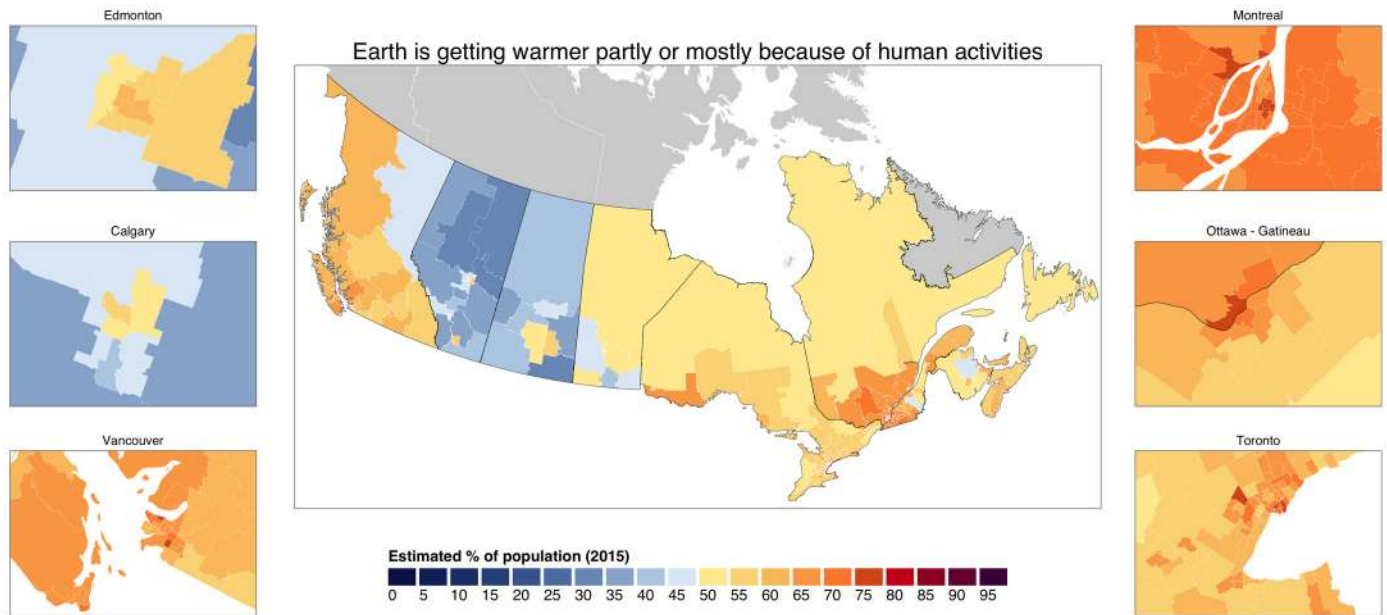 Edmonton
Montreal
Earth is getting warmer partly or mostly because of human activities
Calgary
Ottawa - Gatineau
Vancouver
Toronto
Estimated % of population (2015)
0 5 10 15 20 25 30 35 40 45 50 55 60 65 70 75 80 85 90 95